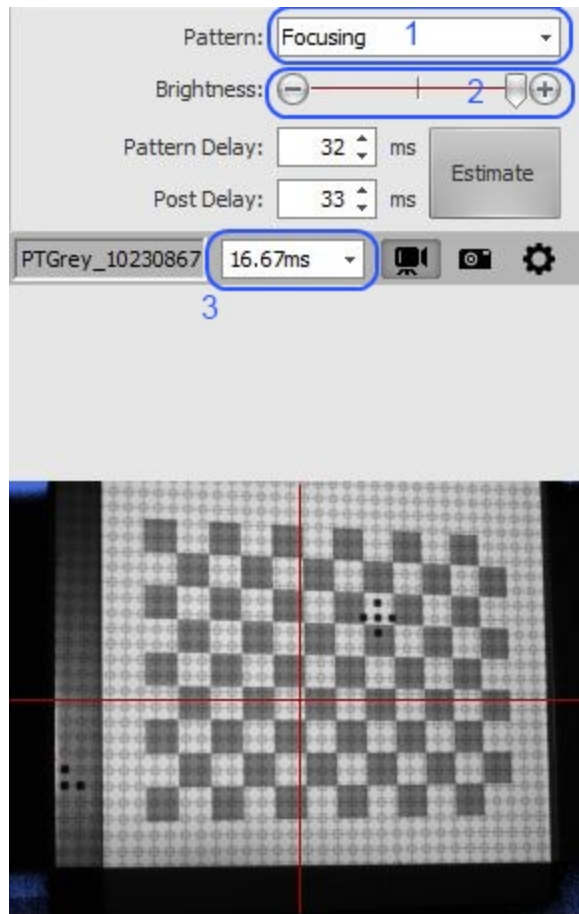 Pattern: Focusing 1
Brightness: 2
Pattern Delay: 32 ms
Estimate
Post Delay: 33 ms
PTGrey_10230867 16.67ms
3